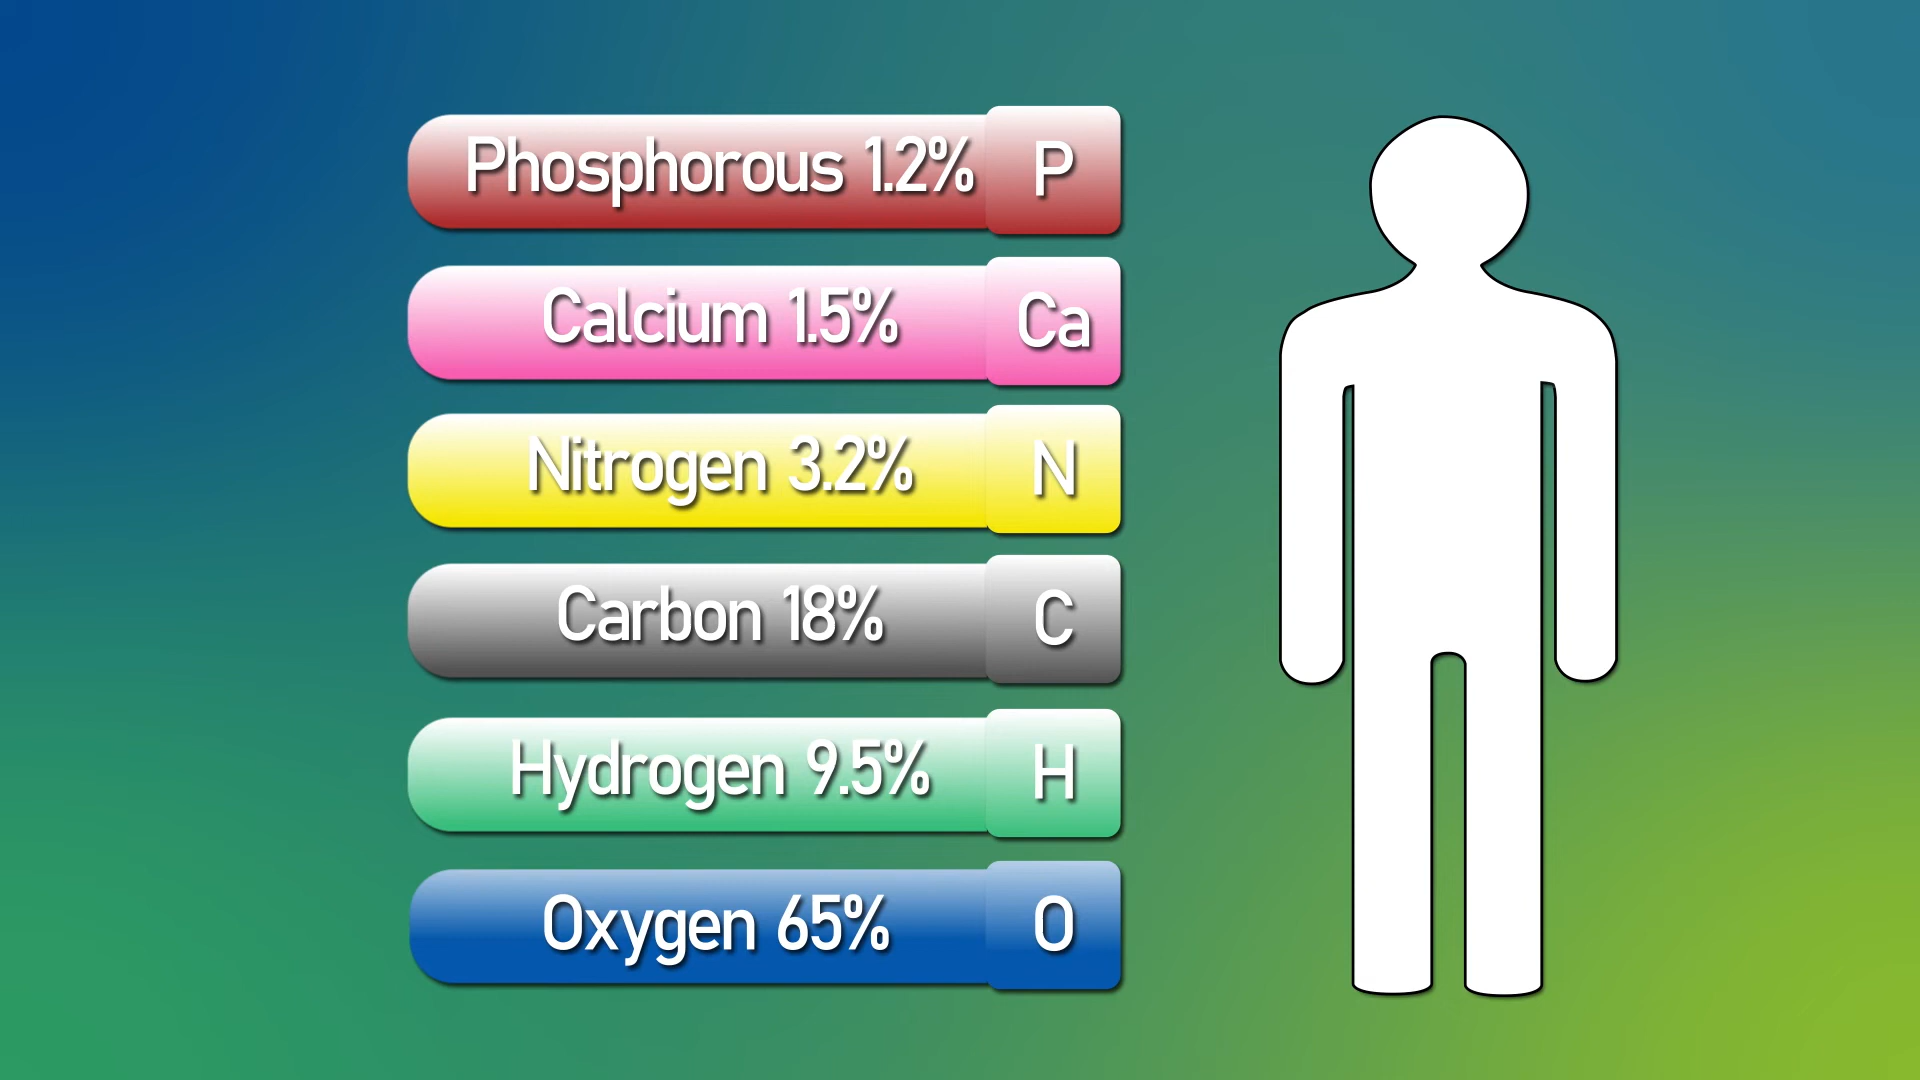 Phosphorous 1.2% P
Calcium 1.5% Ca
Nitrogen 3.2% N
Carbon 18% C
Hydrogen 9.5% H
Oxygen 65% O